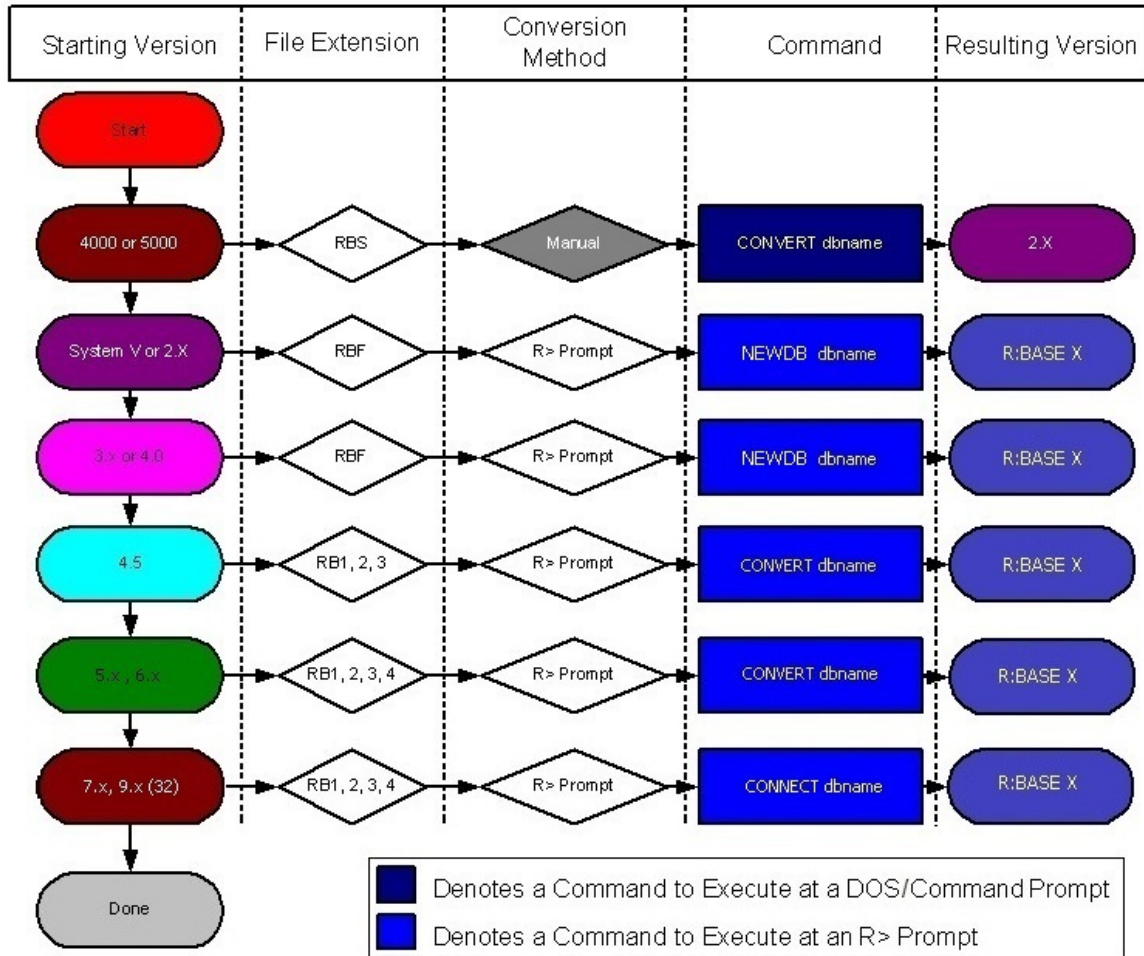 Starting Version
File Extension
Conversion
Method
Command
Resulting Version
Start
4000 or 5000
RBS
Manual
CONVERT dbname
2.X
System V or 2.X
RBF
R> Prompt
NEWDB dbname
R:BASE X
3.x or 4.0
RBF
R> Prompt
NEWDB dbname
R:BASE X
4.5
RB1, 2, 3
R> Prompt
CONVERT dbname
R:BASE X
5.x , 6.x
RB1, 2, 3, 4
R> Prompt
CONVERT dbname
R:BASE X
7.x, 9.x (32)
RB1, 2, 3, 4
R> Prompt
CONNECT dbname
R:BASE X
Done
Denotes a Command to Execute at a DOS/Command Prompt
Denotes a Command to Execute at an R> Prompt